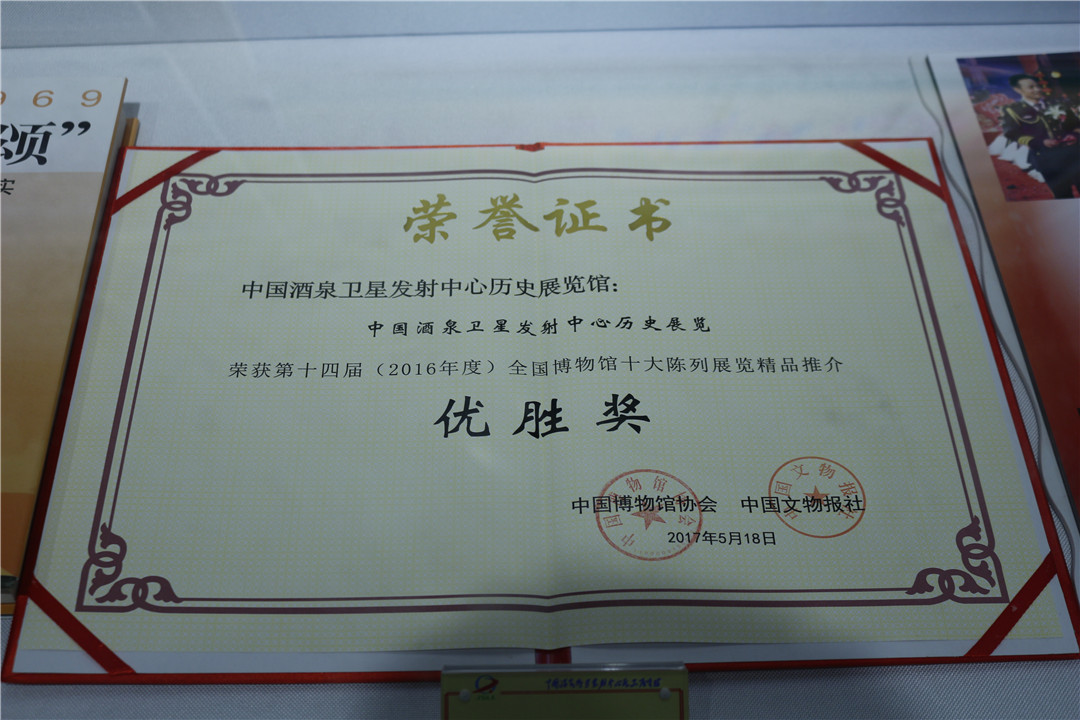 969
颂”
实
荣誉证书
中国酒泉卫星发射中心历史展览馆：
中国酒泉卫星发射中心历史展览
荣获第十四届（2016年度）全国博物馆十大陈列展览精品推介
优胜奖
中国博物馆协会 中国文物报社
2017年5月18日